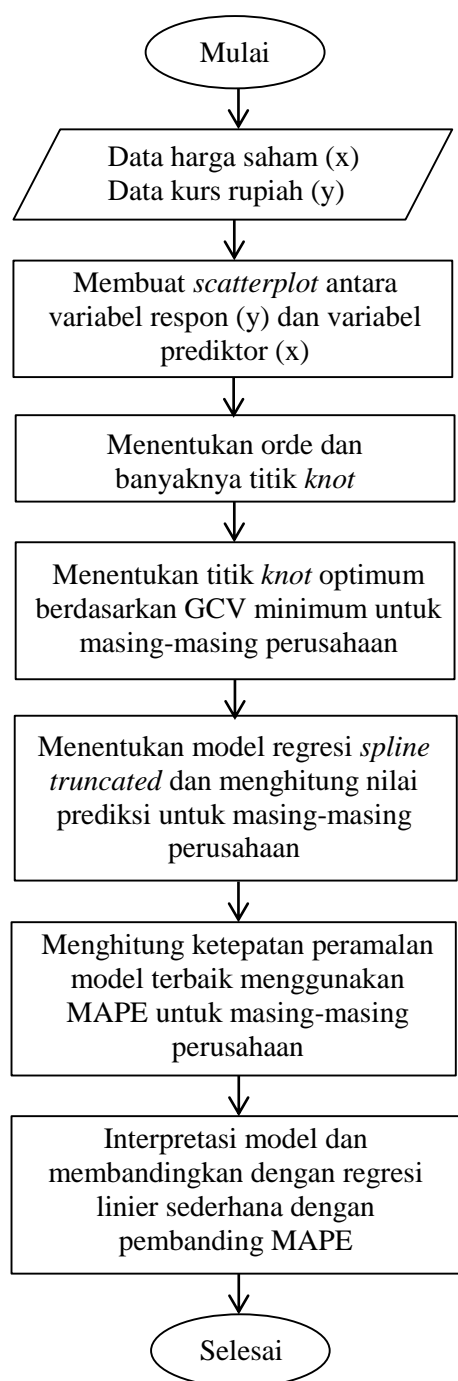 Mulai
Data harga saham (x)
Data kurs rupiah (y)
Membuat scatterplot antara
variabel respon (y) dan variabel
prediktor (x)
Menentukan orde dan
banyaknya titik knot
Menentukan titik knot optimum
berdasarkan GCV minimum untuk
masing-masing perusahaan
Menentukan model regresi spline
truncated dan menghitung nilai
prediksi untuk masing-masing
perusahaan
Menghitung ketepatan peramalan
model terbaik menggunakan
MAPE untuk masing-masing
perusahaan
Interpretasi model dan
membandingkan dengan regresi
linier sederhana dengan
pembanding MAPE
Selesai